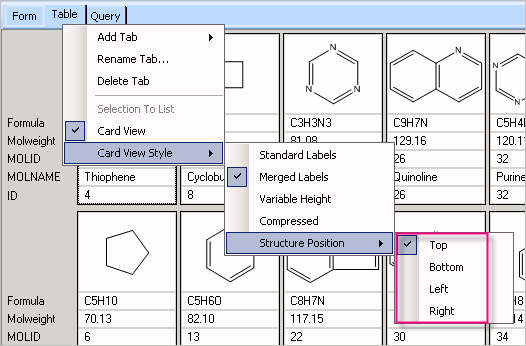 Form Table Query
Add Tab
Rename Tab...
Delete Tab
Selection To List
Card View
Card View Style
Standard Labels
Merged Labels
Variable Height
Compressed
Structure Position
Top
Bottom
Left
Right
N N N N N
Formula C3H3N3 C9H7N C5H4
Molweight 81.08 129.16 120.11
MOLID 26 32
MOLNAME Thiophene Cyclobu Quinoline Purine
ID 4 8 26 32
Formula C5H10 C5H6O C8H7N
Molweight 70.13 82.10 117.15
MOLID 6 13 22 30 34